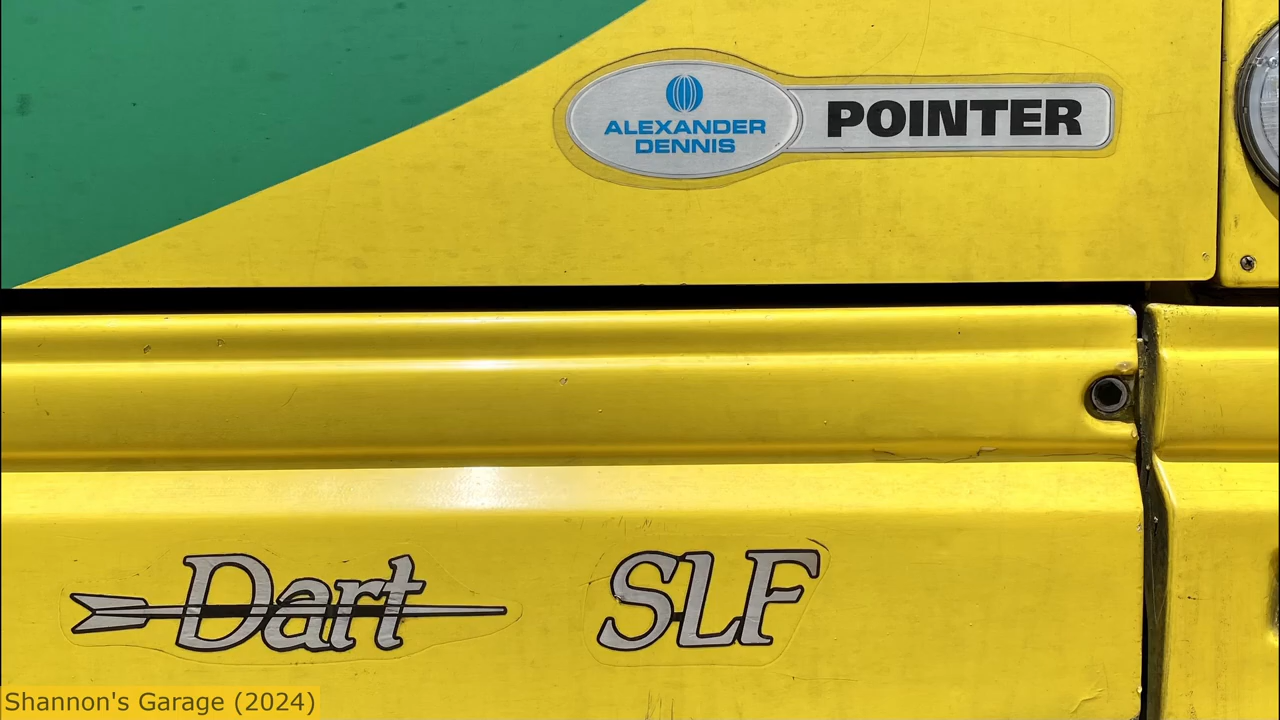 ALEXANDER
DENNIS
POINTER
Dart SLF
Shannon's Garage (2024)